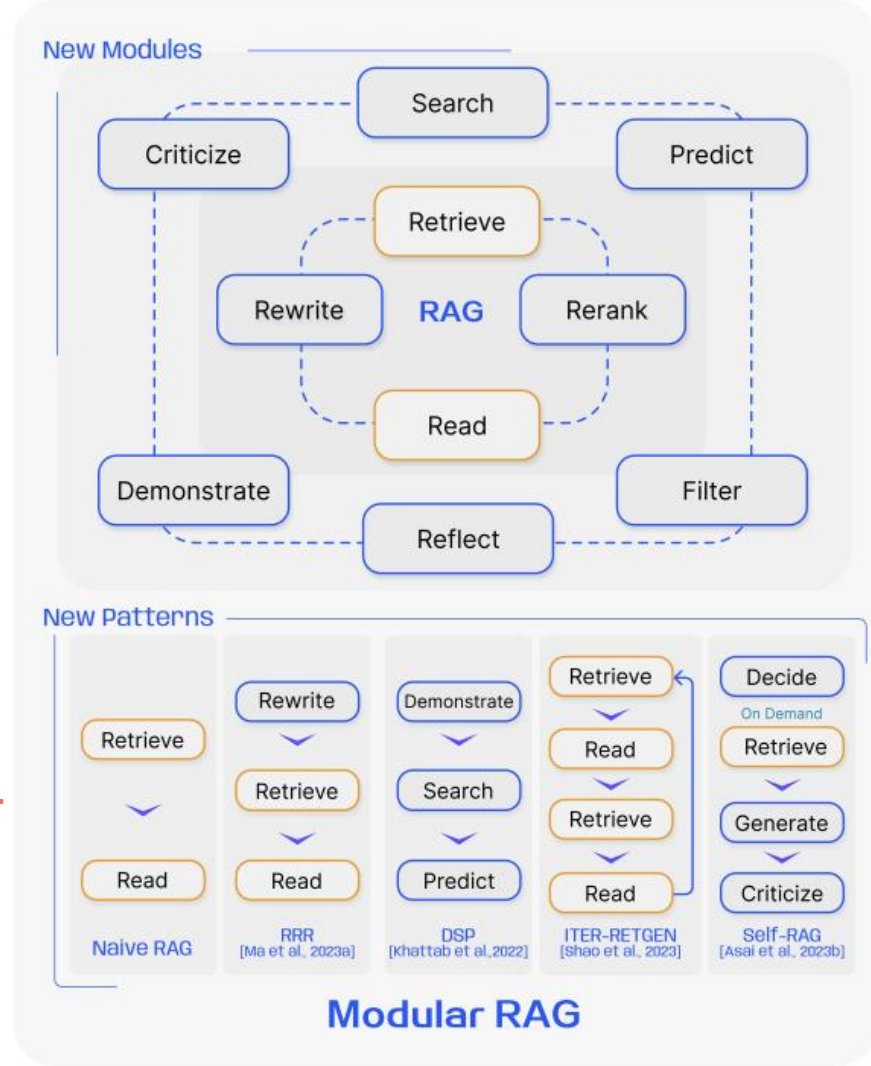 New Modules
Search
Criticize
Predict
Retrieve
Rewrite
RAG
Rerank
Read
Demonstrate
Filter
Reflect
New Patterns
Retrieve
Read
Naive RAG
Rewrite
Retrieve
Read
RRR
[Ma et al., 2023a]
Demonstrate
Search
Predict
DSP
[Khattab et al.,2022]
Retrieve
Read
Retrieve
Read
ITER-RETGEN
[Shao et al., 2023]
Decide
On Demand
Retrieve
Generate
Criticize
Self-RAG
[Asai et al., 2023b]
Modular RAG